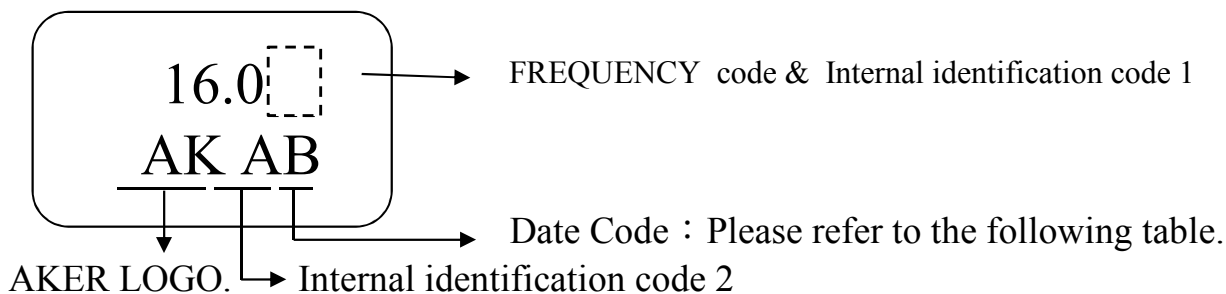 16.0
FREQUENCY code & Internal identification code 1
AK AB
Date Code：Please refer to the following table.
AKER LOGO.
Internal identification code 2